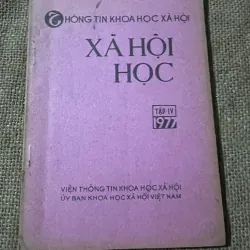 THÔNG TIN KHOA HỌC XÃ HỘI
XÃ HỘI
HỌC
TẬP IV
1977
VIỆN THÔNG TIN KHOA HỌC XÃ HỘI
ỦY BAN KHOA HỌC XÃ HỘI VIỆT NAM